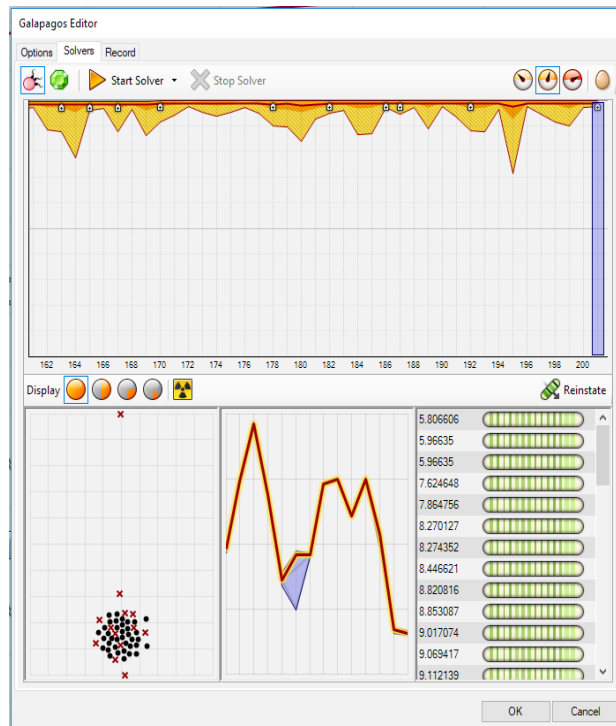 Galapagos Editor
Options Solvers Record
Start Solver Stop Solver
162 164 166 168 170 172 174 176 178 180 182 184 186 188 190 192 194 196 198 200
Display Reinstate
5.806606
5.96635
5.96635
7.624648
7.864756
8.270127
8.274352
8.446621
8.820816
8.853087
9.017074
9.069417
9.112139
OK Cancel